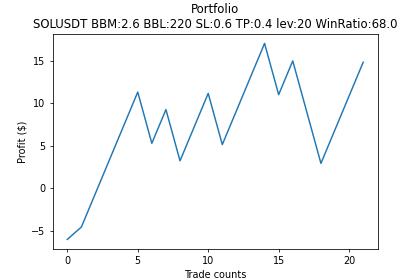 Portfolio
SOLUSDT BBM:2.6 BBL:220 SL:0.6 TP:0.4 lev:20 WinRatio:68.0
15
10
5
0
−5
Profit ($)
0 5 10 15 20
Trade counts